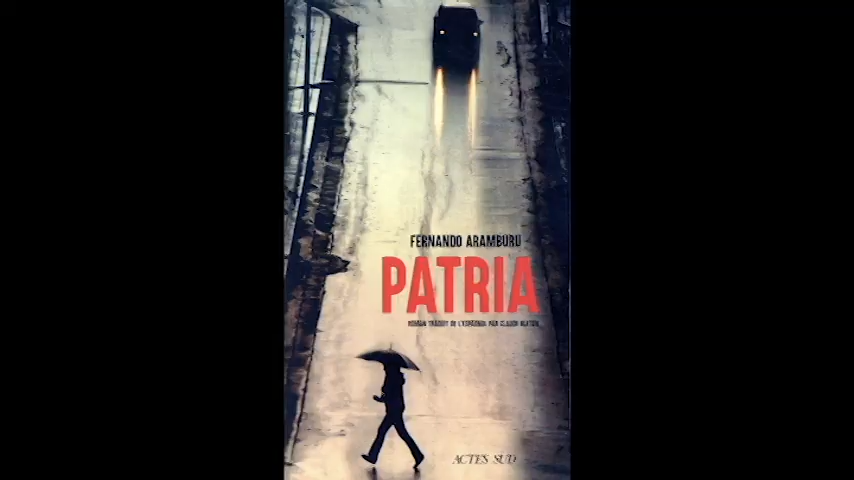 FERNANDO ARAMBURU
PATRIA
ROMAN TRADUIT DE L'ESPAGNOL PAR CLAUDE BLETON
ACTES SUD